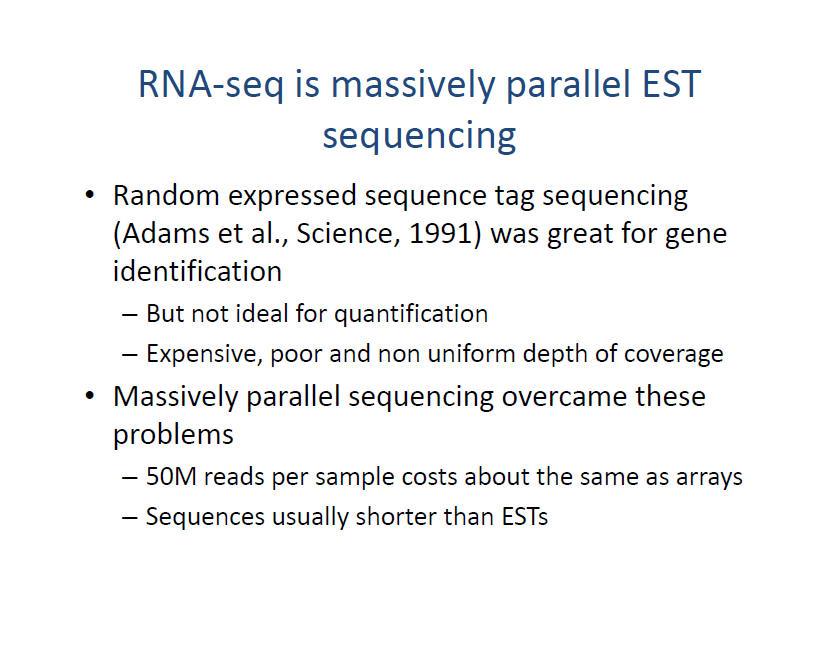 RNA-seq is massively parallel EST
sequencing
• Random expressed sequence tag sequencing
(Adams et al., Science, 1991) was great for gene
identification
– But not ideal for quantification
– Expensive, poor and non uniform depth of coverage
• Massively parallel sequencing overcame these
problems
– 50M reads per sample costs about the same as arrays
– Sequences usually shorter than ESTs